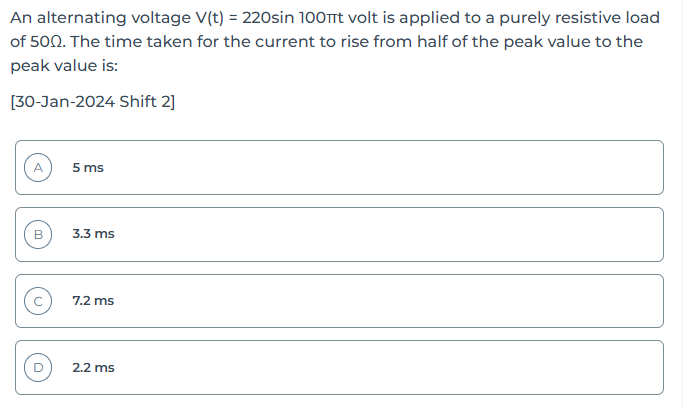 An alternating voltage V(t) = 220sin 100πt volt is applied to a purely resistive load
of 50Ω. The time taken for the current to rise from half of the peak value to the
peak value is:
[30-Jan-2024 Shift 2]
A 5 ms
B 3.3 ms
C 7.2 ms
D 2.2 ms